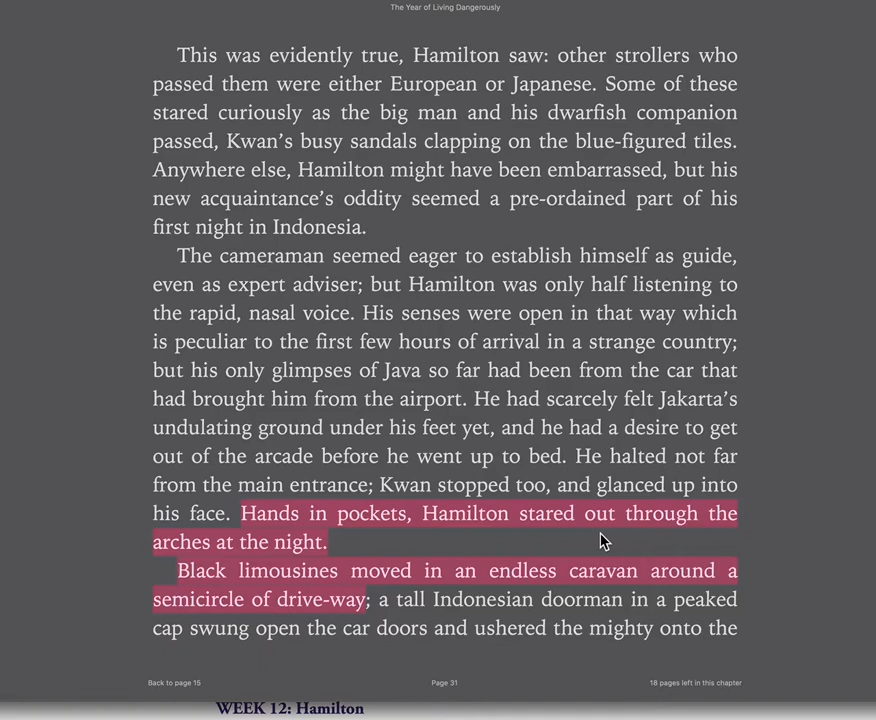 The Year of Living Dangerously
This was evidently true, Hamilton saw: other strollers who
passed them were either European or Japanese. Some of these
stared curiously as the big man and his dwarfish companion
passed, Kwan’s busy sandals clapping on the blue-figured tiles.
Anywhere else, Hamilton might have been embarrassed, but his
new acquaintance’s oddity seemed a pre-ordained part of his
first night in Indonesia.
The cameraman seemed eager to establish himself as guide,
even as expert adviser; but Hamilton was only half listening to
the rapid, nasal voice. His senses were open in that way which
is peculiar to the first few hours of arrival in a strange country;
but his only glimpses of Java so far had been from the car that
had brought him from the airport. He had scarcely felt Jakarta’s
undulating ground under his feet yet, and he had a desire to get
out of the arcade before he went up to bed. He halted not far
from the main entrance; Kwan stopped too, and glanced up into
his face. Hands in pockets, Hamilton stared out through the
arches at the night.
Black limousines moved in an endless caravan around a
semicircle of drive-way; a tall Indonesian doorman in a peaked
cap swung open the car doors and ushered the mighty onto the
Back to page 15
Page 31
18 pages left in this chapter
WEEK 12: Hamilton